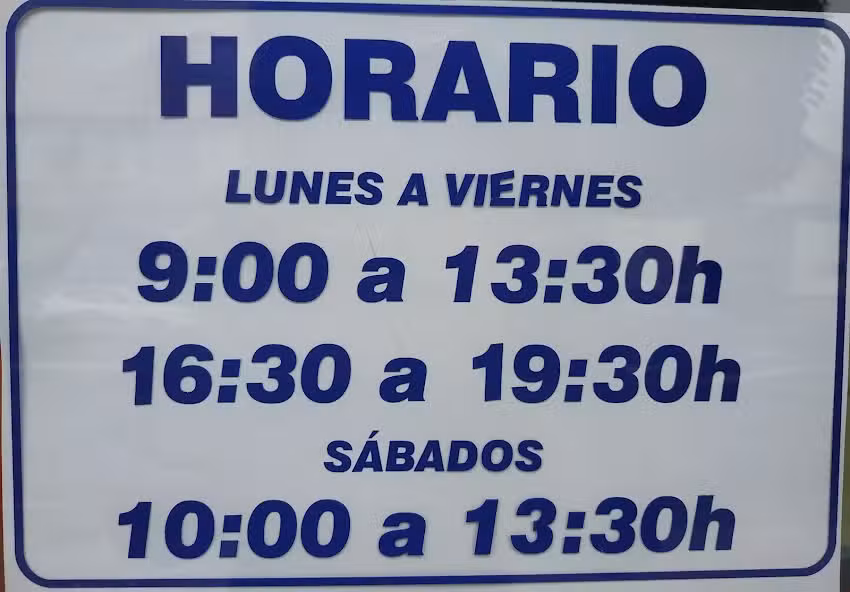 HORARIO
LUNES A VIERNES
9:00 a 13:30h
16:30 a 19:30h
SÁBADOS
10:00 a 13:30h